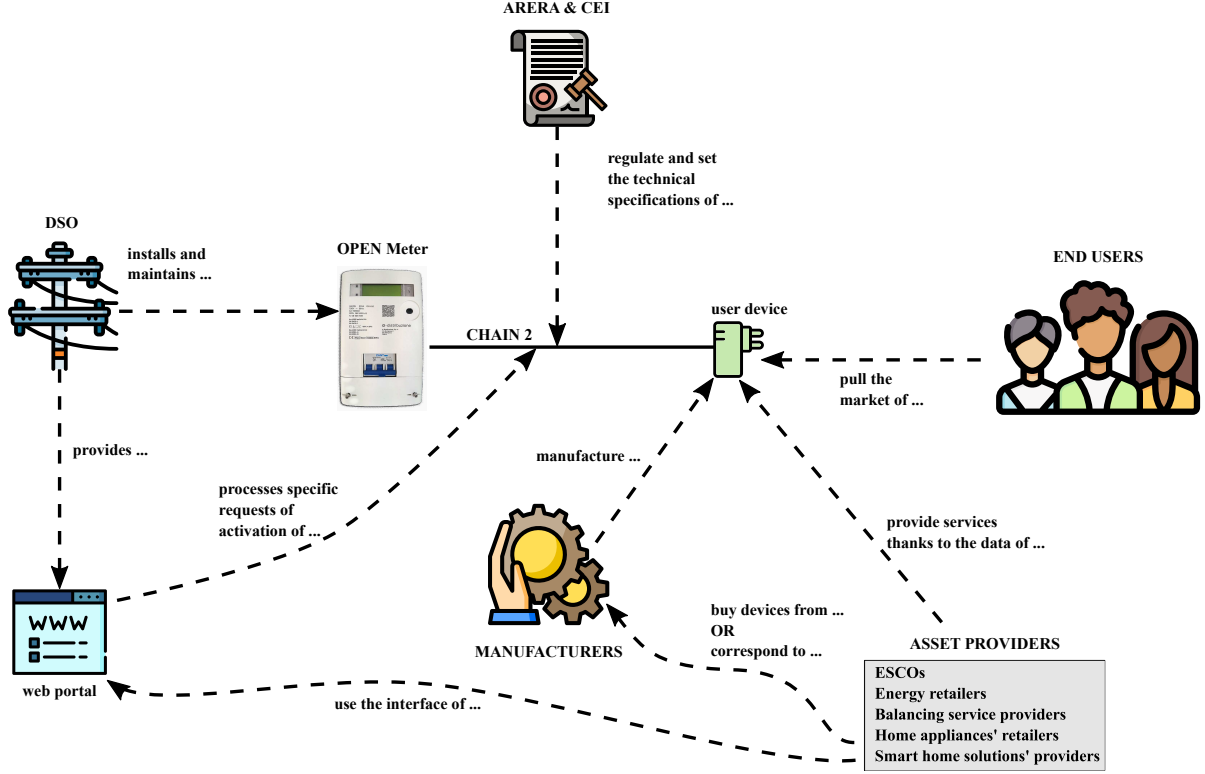 ARERA & CEI
regulate and set
the technical
specifications of ...
DSO
installs and
maintains ...
OPEN Meter
END USERS
user device
CHAIN 2
pull the
market of ...
provides ...
manufacture ...
processes specific
requests of
activation of ...
provide services
thanks to the data of ...
WWW
buy devices from ...
OR
correspond to ...
MANUFACTURERS
ASSET PROVIDERS
web portal
use the interface of ...
ESCOs
Energy retailers
Balancing service providers
Home appliances' retailers
Smart home solutions' providers